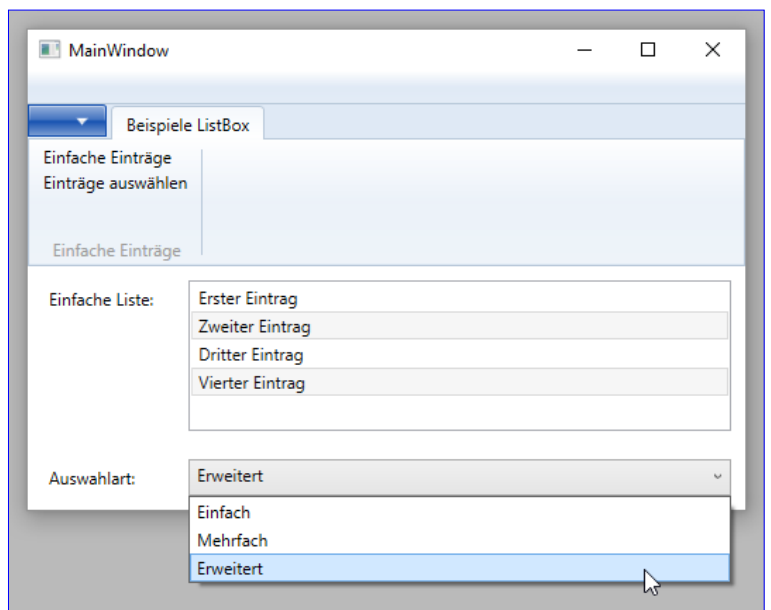 MainWindow
Beispiele ListBox
Einfache Einträge
Einträge auswählen
Einfache Einträge
Einfache Liste:
Erster Eintrag
Zweiter Eintrag
Dritter Eintrag
Vierter Eintrag
Auswahlart:
Erweitert
Einfach
Mehrfach
Erweitert